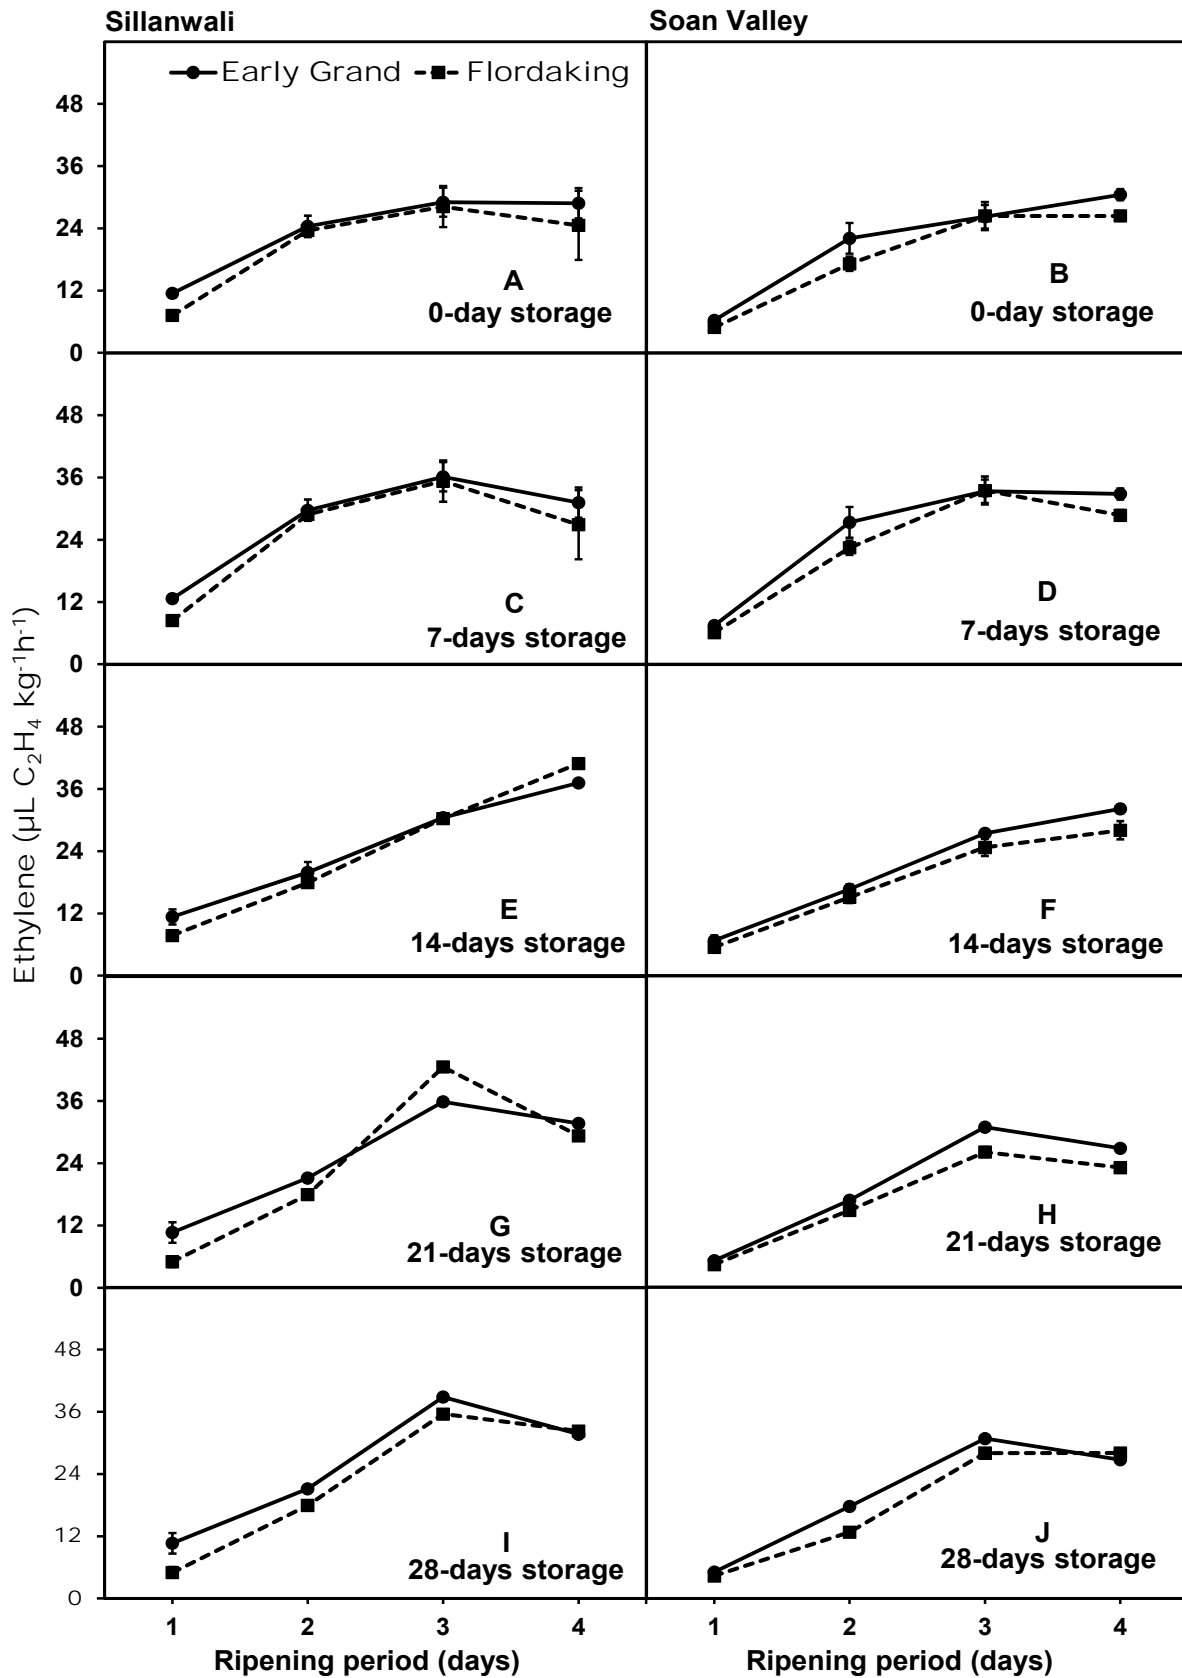 Sillanwali Soan Valley
Early Grand Flordaking
48
36
24
12
0
A
0-day storage
B
0-day storage
48
36
24
12
0
C
7-days storage
D
7-days storage
Ethylene (µL C₂H₄ kg⁻¹h⁻¹)
48
36
24
12
0
E
14-days storage
F
14-days storage
48
36
24
12
0
G
21-days storage
H
21-days storage
48
36
24
12
0
I
28-days storage
J
28-days storage
1 2 3 4 1 2 3 4
Ripening period (days) Ripening period (days)